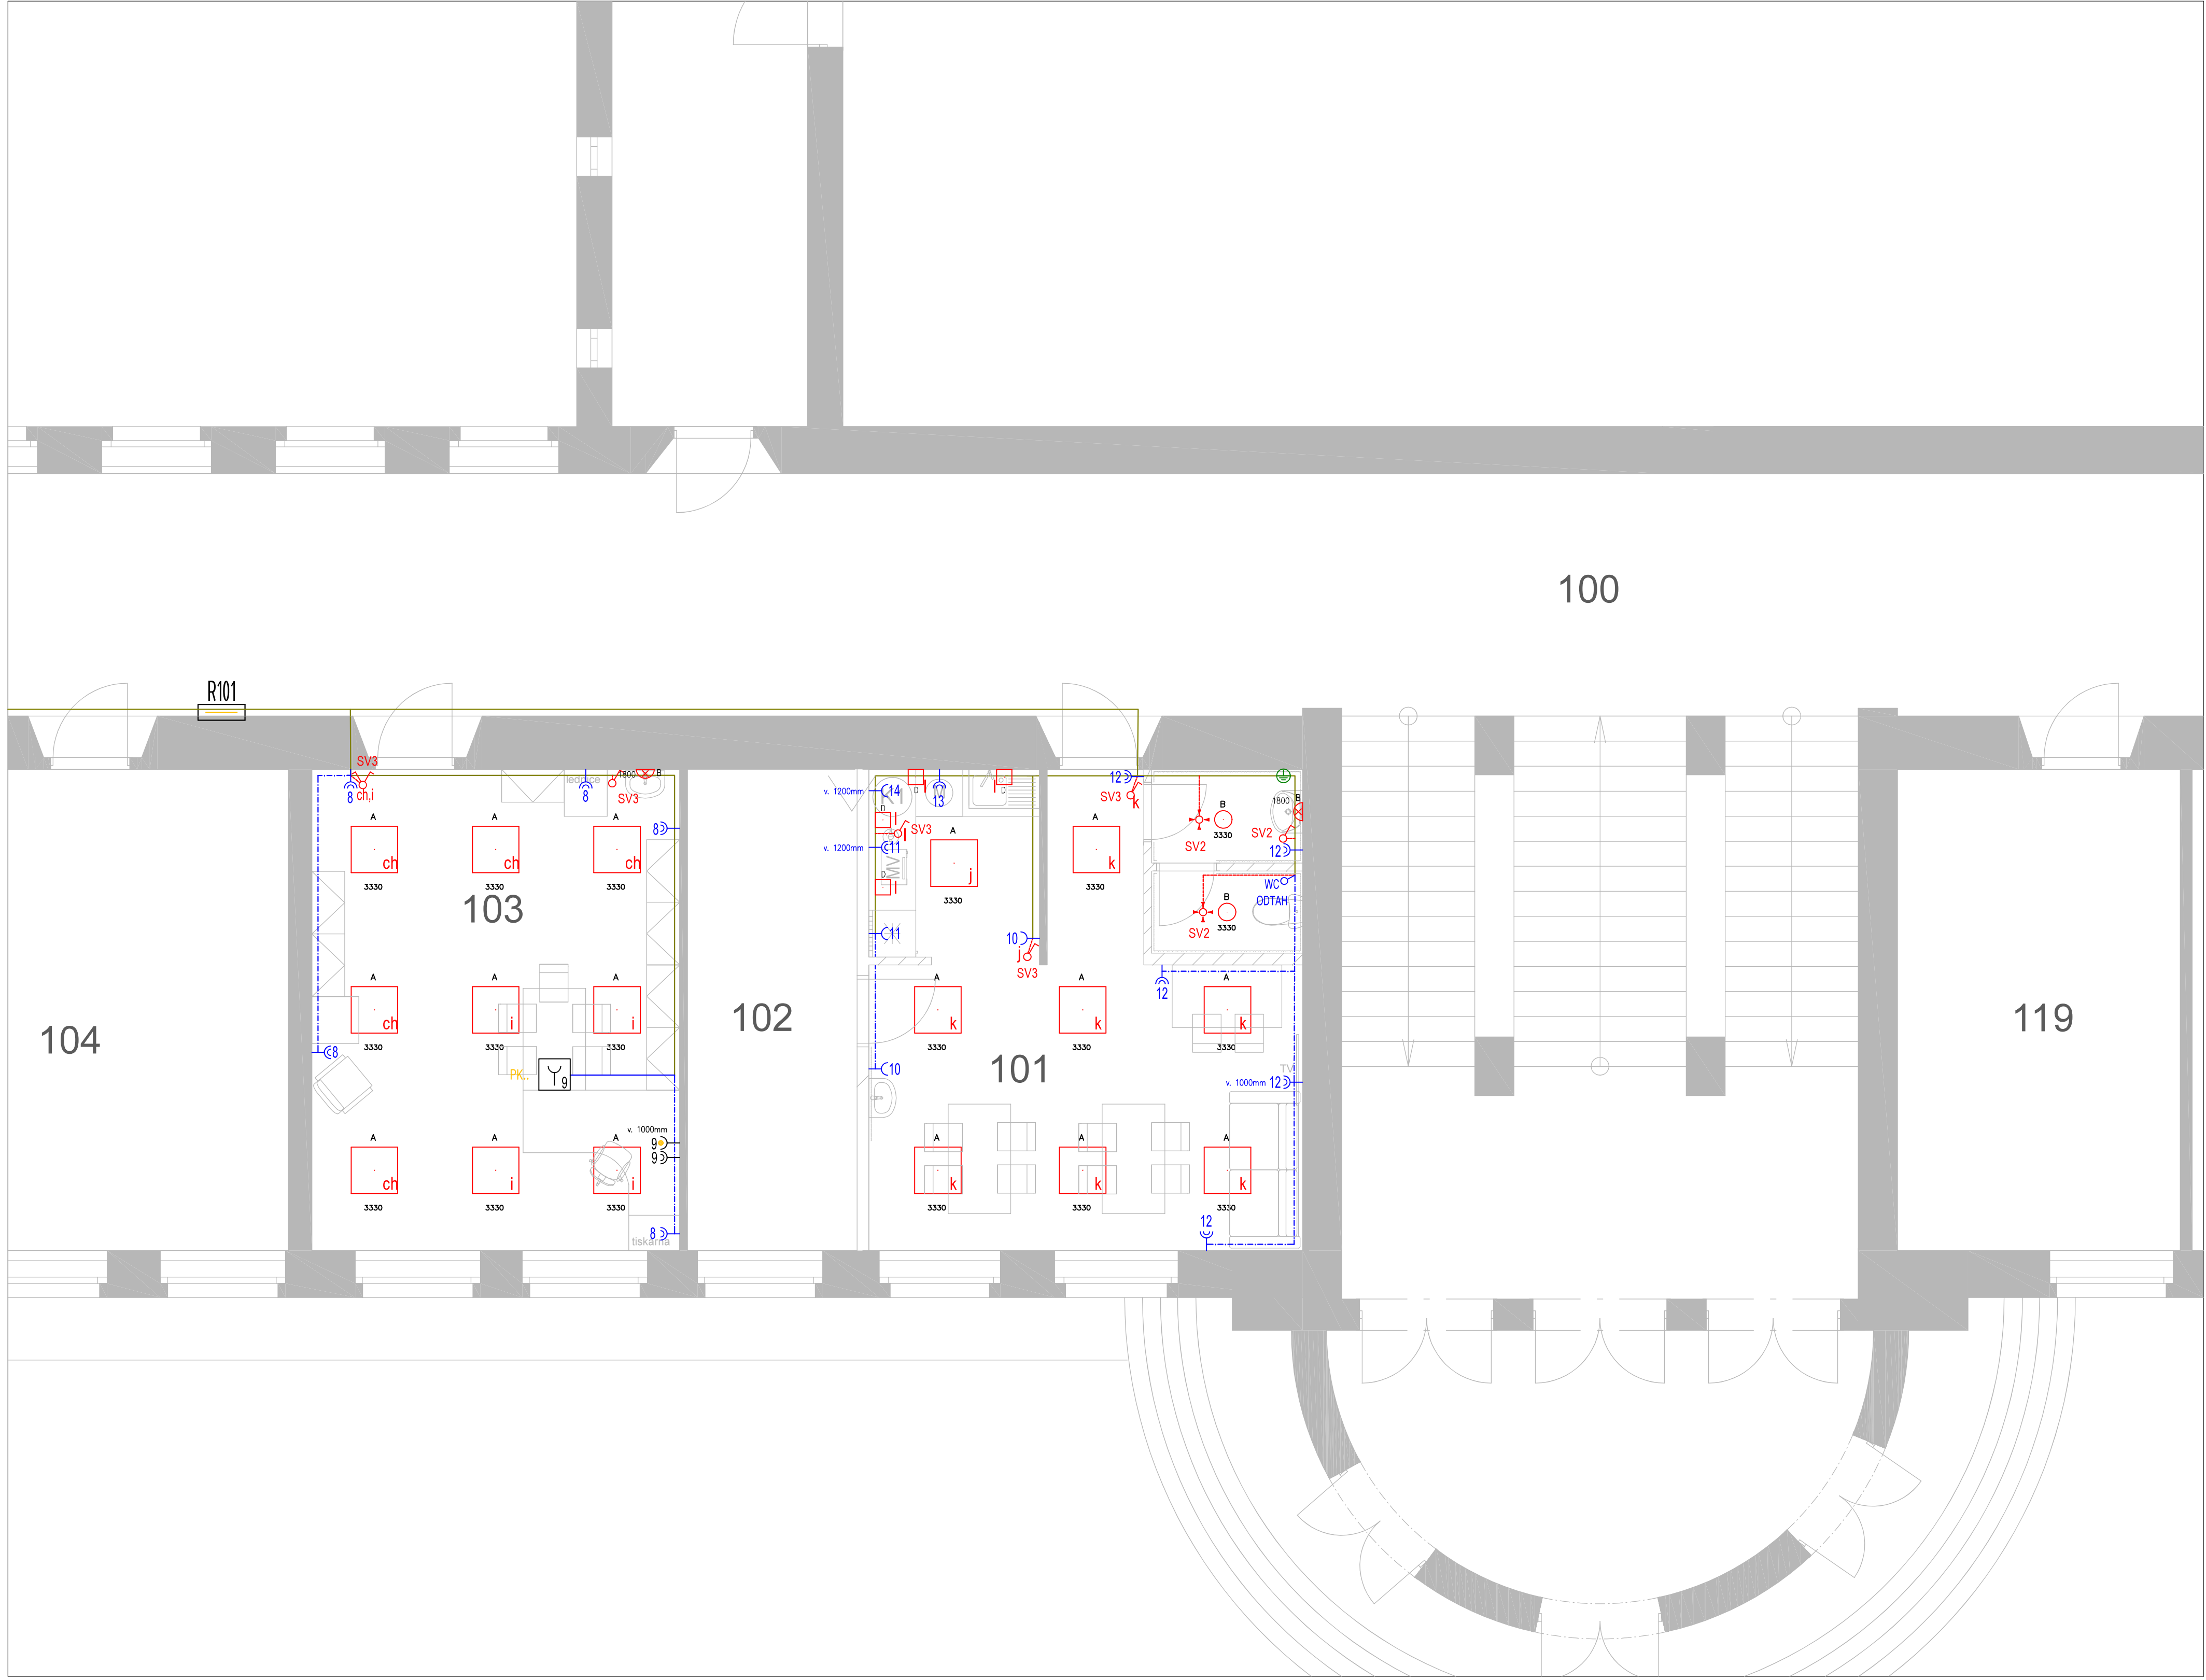 100
R101
SV3
ch,i
8
8
lednice
1800
B
SV3
8
A
ch
3330
A
ch
3330
A
ch
3330
103
A
ch
3330
A
i
3330
A
i
3330
8
PK..
9
v. 1000mm
9
9
A
ch
3330
A
i
3330
A
i
3330
8
tiskárna
104
102
v. 1200mm
14
D
l
13
D
l
D
l
SV3
l
v. 1200mm
11
MV
D
l
11
A
j
3330
10
j
SV3
12
SV3
k
A
k
3330
B
3330
SV2
1800
B
SV2
12
WC
ODTAH
B
3330
SV2
12
A
k
3330
A
k
3330
A
k
3330
101
10
TV
v. 1000mm
12
A
k
3330
A
k
3330
A
k
3330
12
119